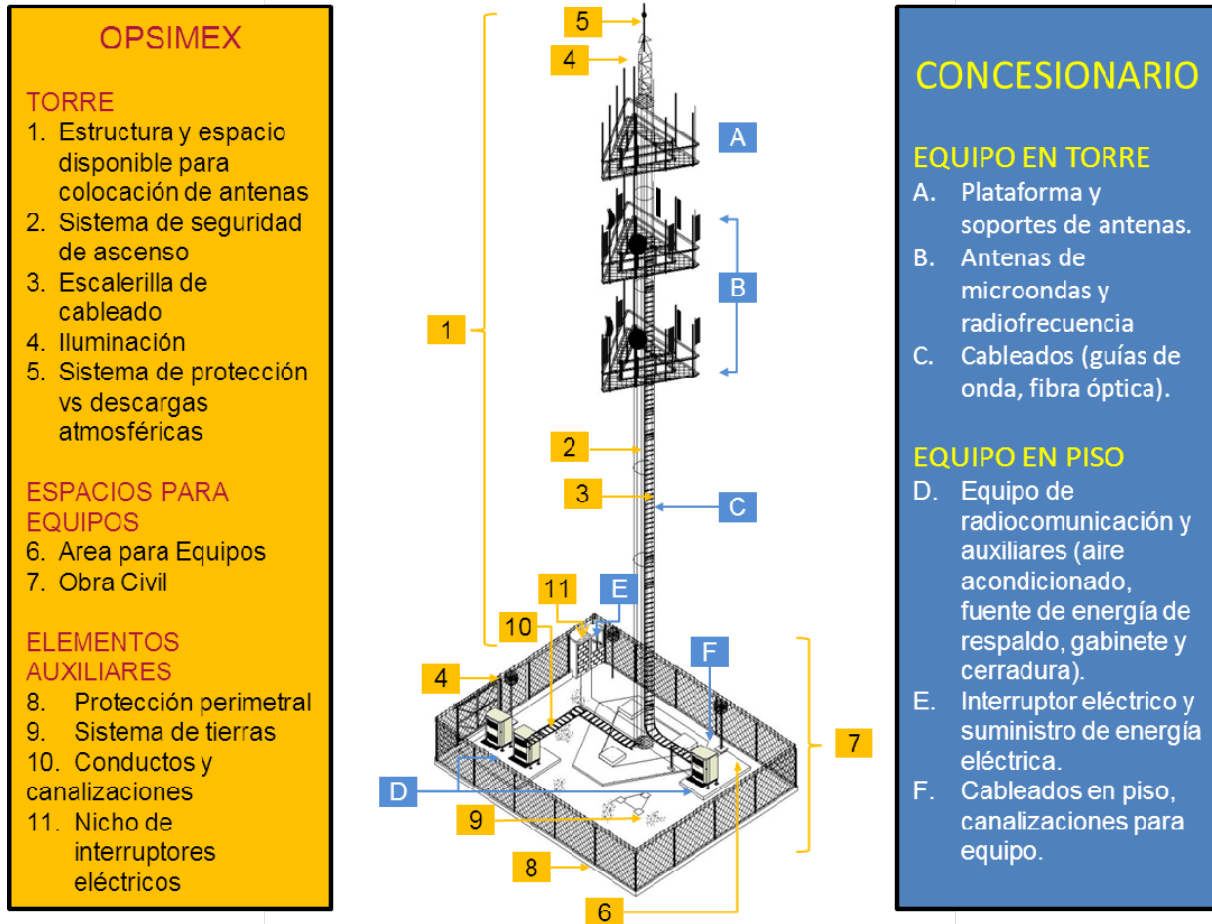 OPSIMEX
TORRE
1. Estructura y espacio
disponible para
colocación de antenas
2. Sistema de seguridad
de ascenso
3. Escalerilla de
cableado
4. Iluminación
5. Sistema de protección
vs descargas
atmosféricas
ESPACIOS PARA
EQUIPOS
6. Area para Equipos
7. Obra Civil
ELEMENTOS
AUXILIARES
8. Protección perimetral
9. Sistema de tierras
10. Conductos y
canalizaciones
11. Nicho de
interruptores
eléctricos
5
4
A
B
1
2
3
C
11
E
10
F
4
7
D
9
8
6
CONCESIONARIO
EQUIPO EN TORRE
A. Plataforma y
soportes de antenas.
B. Antenas de
microondas y
radiofrecuencia
C. Cableados (guías de
onda, fibra óptica).
EQUIPO EN PISO
D. Equipo de
radiocomunicación y
auxiliares (aire
acondicionado,
fuente de energía de
respaldo, gabinete y
cerradura).
E. Interruptor eléctrico y
suministro de energía
eléctrica.
F. Cableados en piso,
canalizaciones para
equipo.